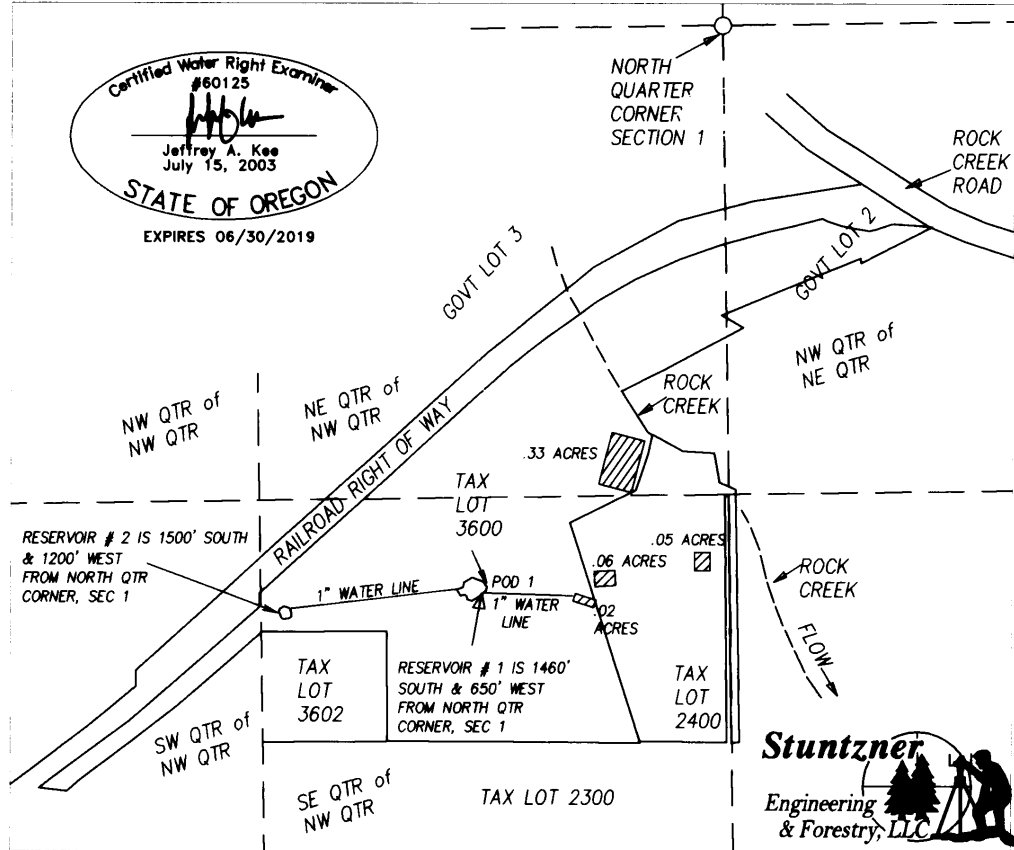 Certified Water Right Examiner
#60125
Jeffrey A. Kee
July 15, 2003
STATE OF OREGON
EXPIRES 06/30/2019
NORTH
QUARTER
CORNER
SECTION 1
ROCK
CREEK
ROAD
GOVT LOT 3
GOVT LOT 2
NW QTR of
NE QTR
NW QTR of
NW QTR
NE QTR of
NW QTR
ROCK
CREEK
RAILROAD RIGHT OF WAY
.33 ACRES
TAX
LOT
3600
RESERVOIR # 2 IS 1500' SOUTH
& 1200' WEST
FROM NORTH QTR
CORNER, SEC 1
1" WATER LINE
POD 1
1" WATER
LINE
.05 ACRES
.06 ACRES
.02
ACRES
ROCK
CREEK
FLOW
TAX
LOT
3602
RESERVOIR # 1 IS 1460'
SOUTH & 650' WEST
FROM NORTH QTR
CORNER, SEC 1
TAX
LOT
2400
SW QTR of
NW QTR
SE QTR of
NW QTR
TAX LOT 2300
Stuntzner
Engineering
& Forestry, LLC